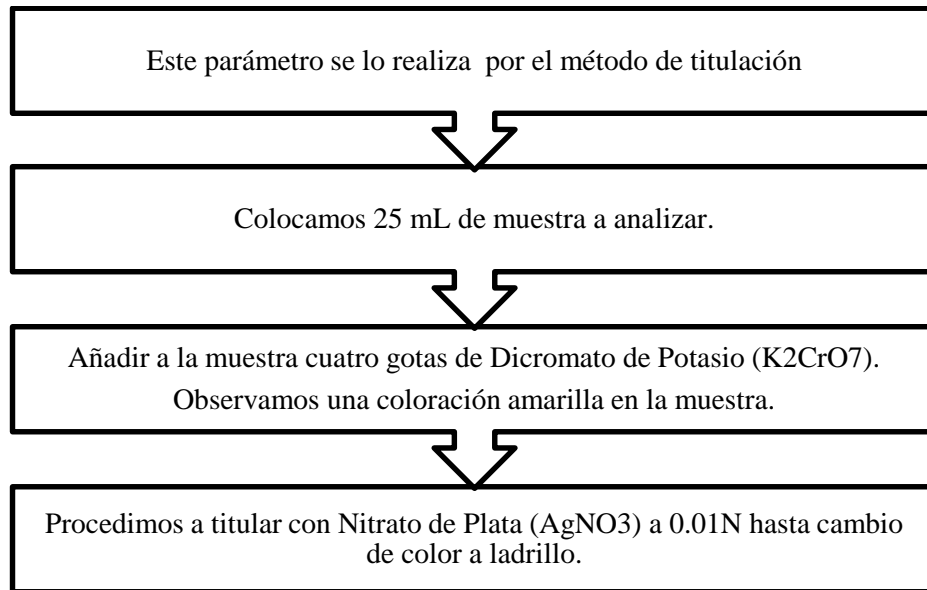 Este parámetro se lo realiza  por el método de titulación
Colocamos 25 mL de muestra a analizar.
Añadir a la muestra cuatro gotas de Dicromato de Potasio (K2CrO7).
Observamos una coloración amarilla en la muestra.
Procedimos a titular con Nitrato de Plata (AgNO3) a 0.01N hasta cambio
de color a ladrillo.